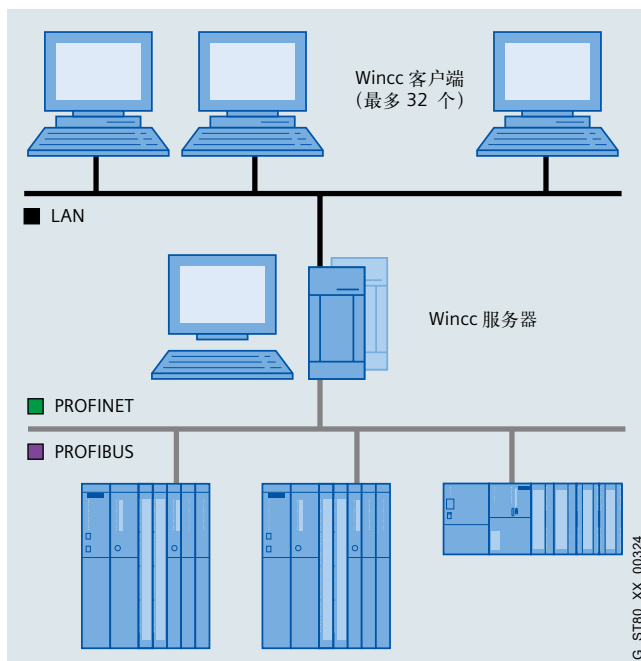 Wincc 客户端
(最多 32 个)
LAN
Wincc 服务器
PROFINET
PROFIBUS
G_ST80_XX_00324